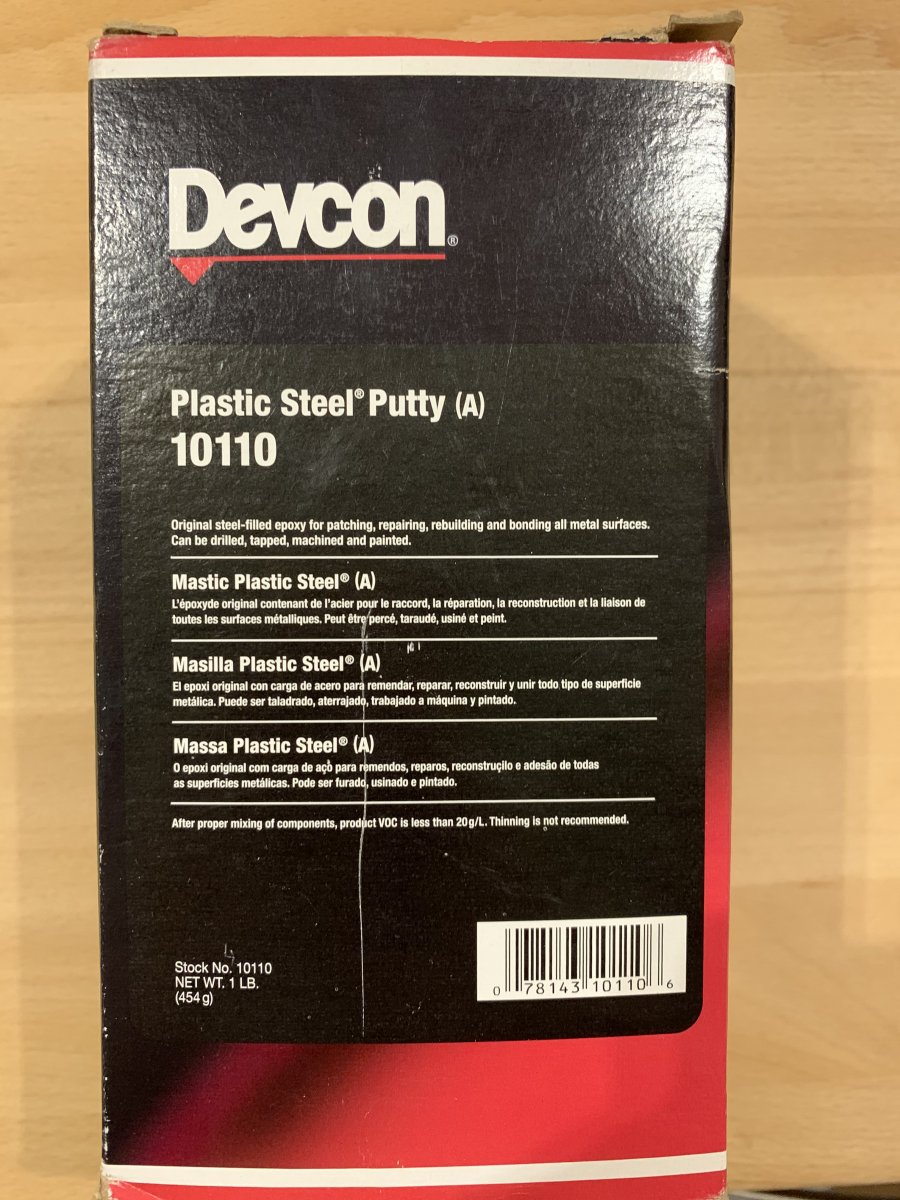 Devcon®
Plastic Steel® Putty (A)
10110
Original steel-filled epoxy for patching, repairing, rebuilding and bonding all metal surfaces.
Can be drilled, tapped, machined and painted.
Mastic Plastic Steel® (A)
L'époxyde original contenant de l'acier pour le raccord, la réparation, la reconstruction et la liaison de
toutes les surfaces métalliques. Peut être percé, taraudé, usiné et peint.
Masilla Plastic Steel® (A)
El epoxi original con carga de acero para remendar, reparar, reconstruir y unir todo tipo de superficie
metálica. Puede ser taladrado, aterrajado, trabajado a máquina y pintado.
Massa Plastic Steel® (A)
O epoxi original com carga de aço para remendos, reparos, reconstruçilo e adesão de todas
as superfícies metálicas. Pode ser furado, usinado e pintado.
After proper mixing of components, product VOC is less than 20g/L. Thinning is not recommended.
Stock No. 10110
NET WT. 1 LB.
(454 g)
0 78143 10110 6